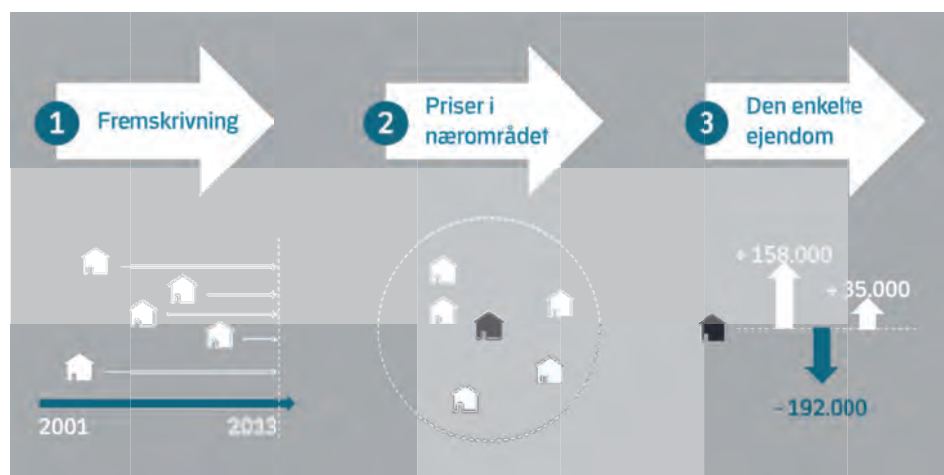 1 Fremskrivning
2 Priser i
nærområdet
3 Den enkelte
ejendom
+ 158.000
+ 35.000
- 192.000
2001
2013